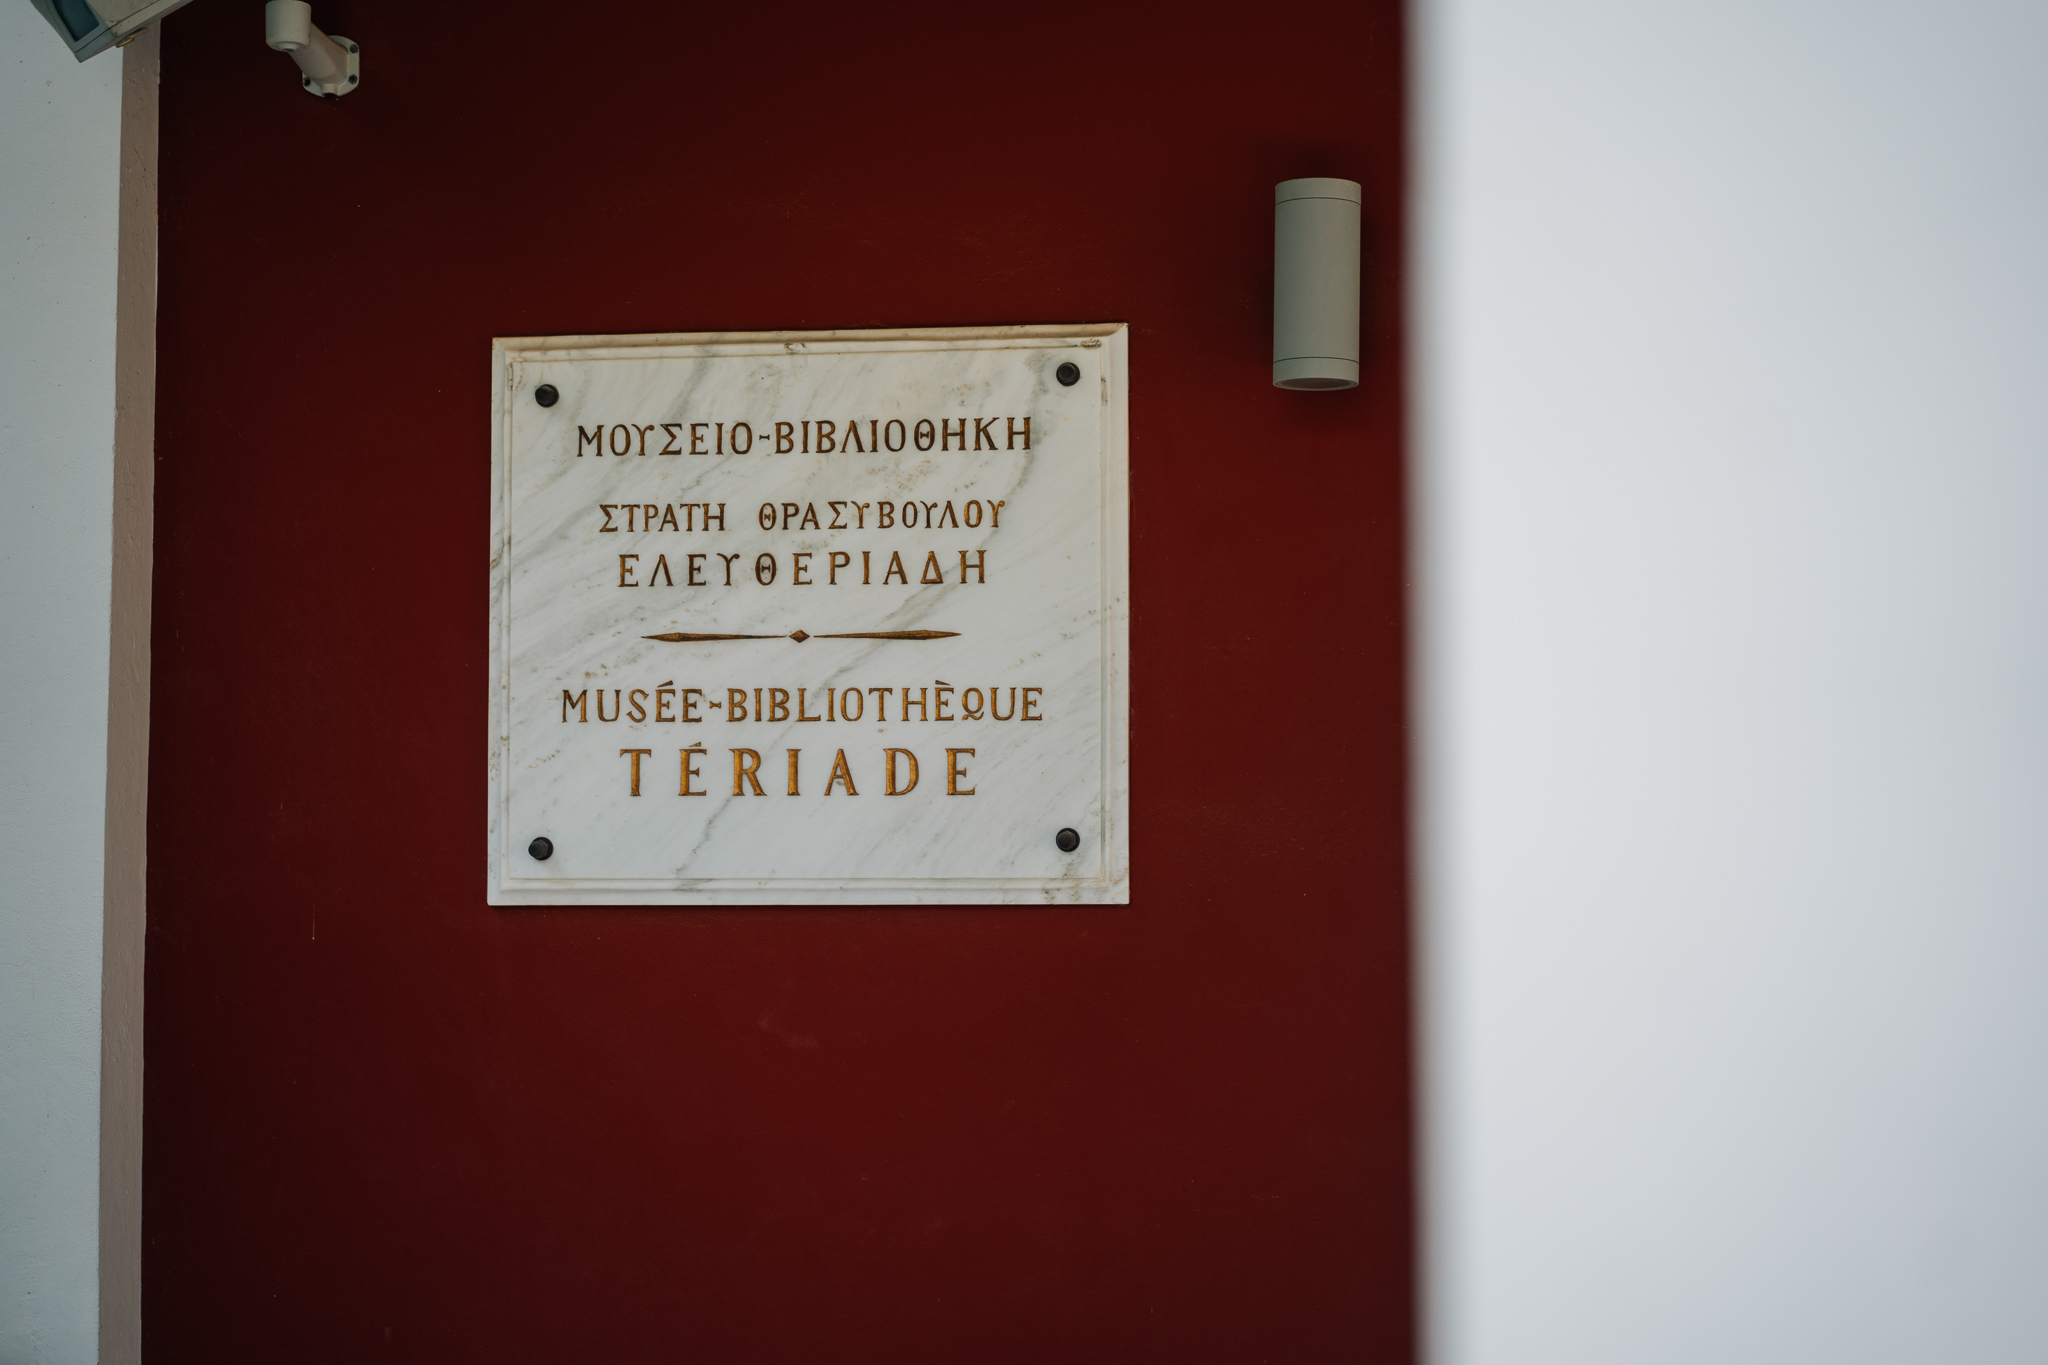 ΜΟΥΣΕΙΟ-ΒΙΒΛΙΟΘΗΚΗ
ΣΤΡΑΤΗ ΘΡΑΣΥΒΟΥΛΟΥ
ΕΛΕΥΘΕΡΙΑΔΗ
MUSÉE-BIBLIOTHÈQUE
TÉRIADE